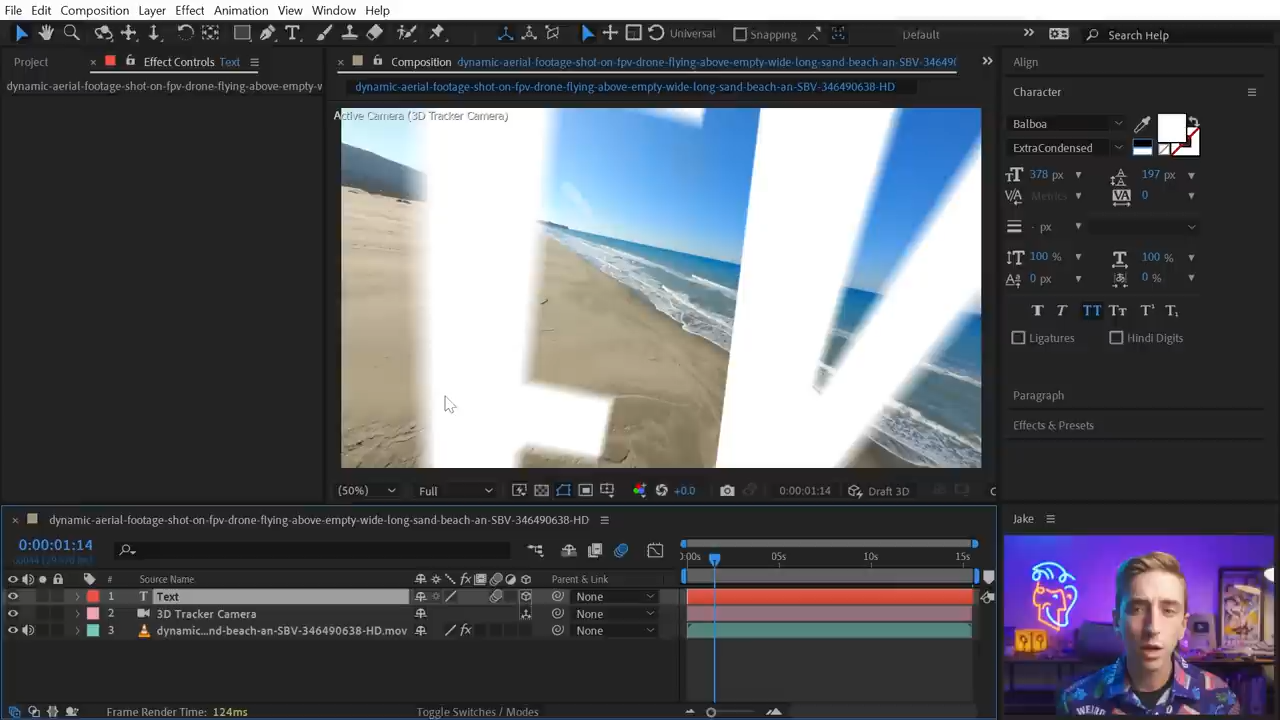 File Edit Composition Layer Effect Animation View Window Help
Universal Snapping Default Search Help
Project Effect Controls Text Composition dynamic-aerial-footage-shot-on-fpv-drone-flying-above-empty-wide-long-sand-beach-an-SBV-34649 Align
dynamic-aerial-footage-shot-on-fpv-drone-flying-above-empty-w dynamic-aerial-footage-shot-on-fpv-drone-flying-above-empty-wide-long-sand-beach-an-SBV-346490638-HD
Active Camera (3D Tracker Camera)
Character
Balboa
ExtraCondensed
378 px 197 px
Metrics 0
- px
100 % 100 %
0 px 0 %
T T TT Tt T¹ T₁
Ligatures Hindi Digits
Paragraph
Effects & Presets
(50%) Full +0.0 0:00:01:14 Draft 3D
dynamic-aerial-footage-shot-on-fpv-drone-flying-above-empty-wide-long-sand-beach-an-SBV-346490638-HD
Jake
0:00:01:14
05s 10s 15s
# Source Name Parent & Link
1 T Text None
2 3D Tracker Camera None
3 dynamic...nd-beach-an-SBV-346490638-HD.mov None
Frame Render Time: 124ms Toggle Switches / Modes